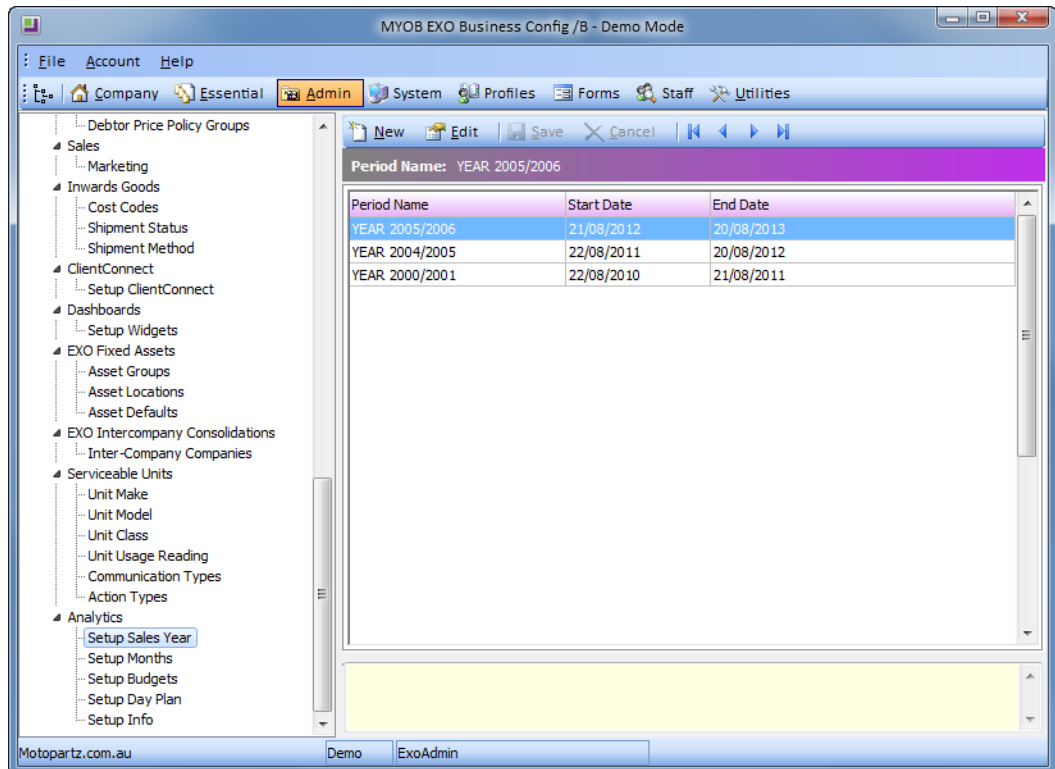 MYOB EXO Business Config /B - Demo Mode
File Account Help
Company Essential Admin System Profiles Forms Staff Utilities
Debtor Price Policy Groups
Sales
Marketing
Inwards Goods
Cost Codes
Shipment Status
Shipment Method
ClientConnect
Setup ClientConnect
Dashboards
Setup Widgets
EXO Fixed Assets
Asset Groups
Asset Locations
Asset Defaults
EXO Intercompany Consolidations
Inter-Company Companies
Serviceable Units
Unit Make
Unit Model
Unit Class
Unit Usage Reading
Communication Types
Action Types
Analytics
Setup Sales Year
Setup Months
Setup Budgets
Setup Day Plan
Setup Info
New Edit Save Cancel
Period Name: YEAR 2005/2006
Period Name Start Date End Date
YEAR 2005/2006 21/08/2012 20/08/2013
YEAR 2004/2005 22/08/2011 20/08/2012
YEAR 2000/2001 22/08/2010 21/08/2011
Motopartz.com.au Demo ExoAdmin